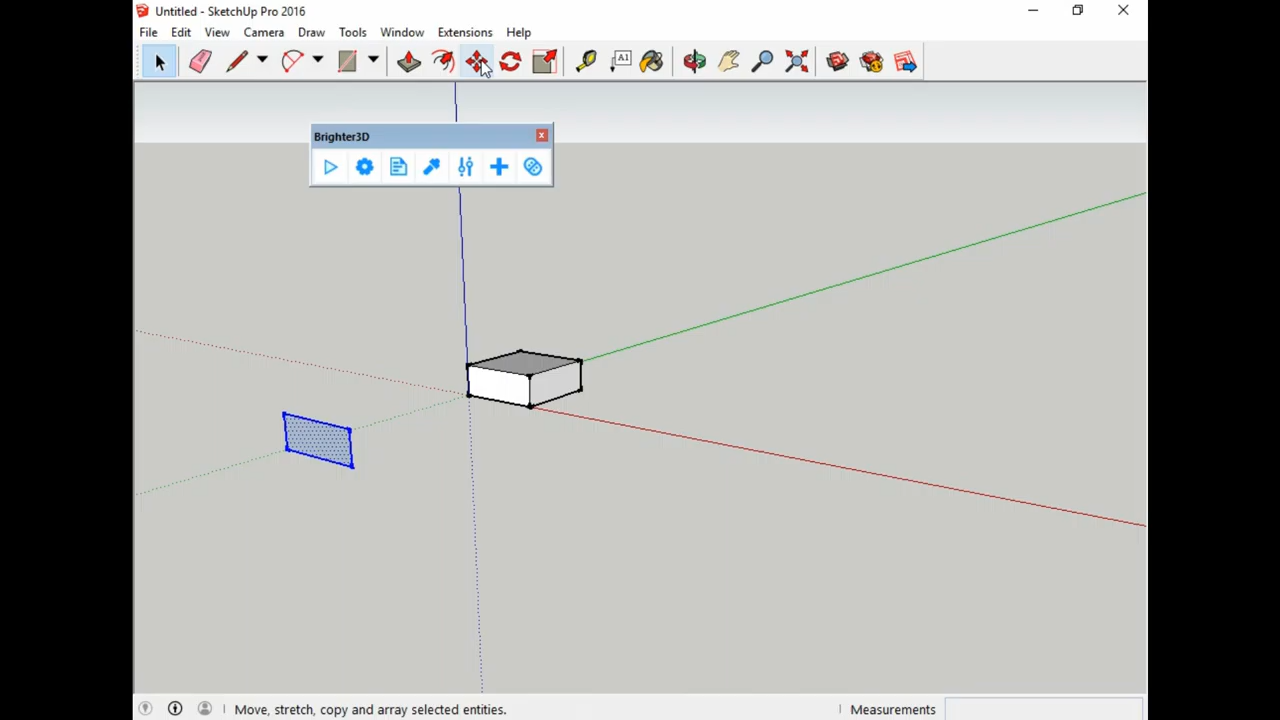 Untitled - SketchUp Pro 2016
File Edit View Camera Draw Tools Window Extensions Help
A1
Brighter3D
Move, stretch, copy and array selected entities.
Measurements